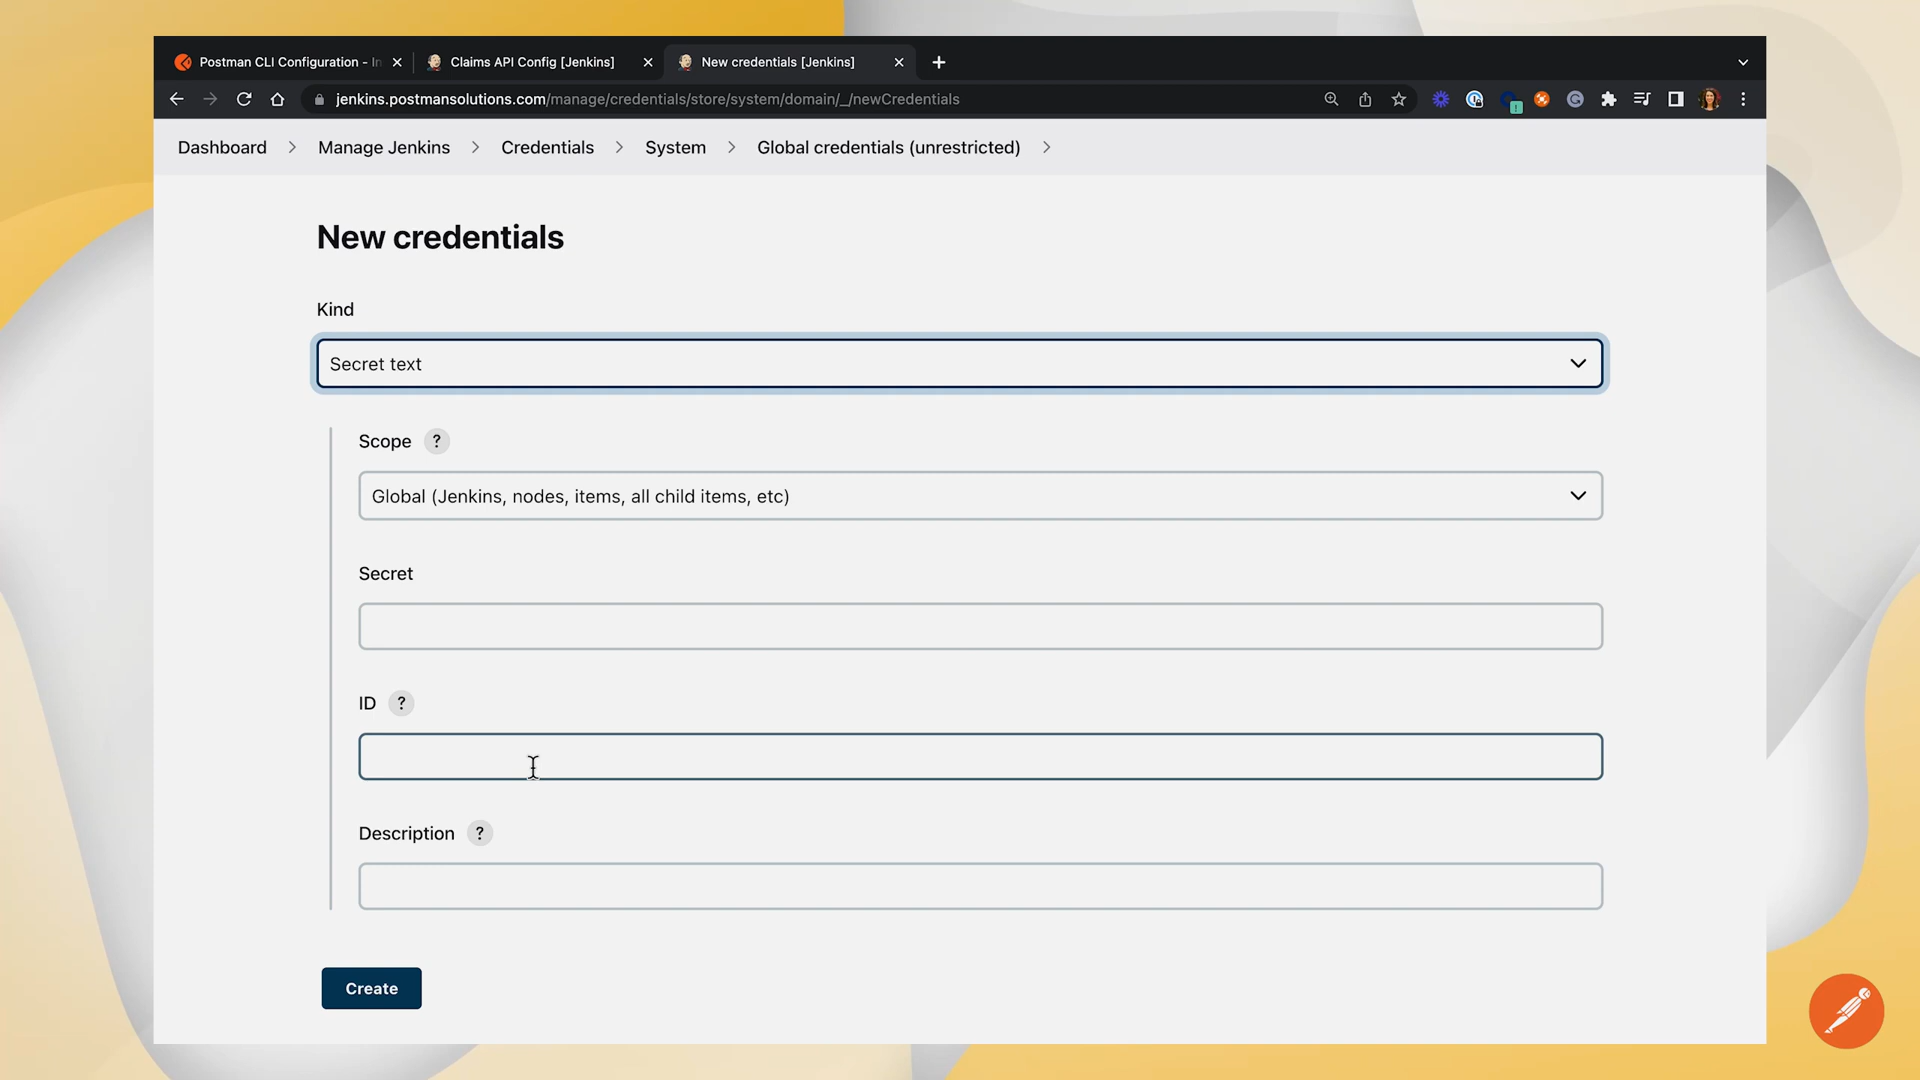 Postman CLI Configuration - In
Claims API Config [Jenkins]
New credentials [Jenkins]
jenkins.postmansolutions.com/manage/credentials/store/system/domain/_/newCredentials
Dashboard > Manage Jenkins > Credentials > System > Global credentials (unrestricted) >
New credentials
Kind
Secret text
Scope ?
Global (Jenkins, nodes, items, all child items, etc)
Secret
ID ?
Description ?
Create